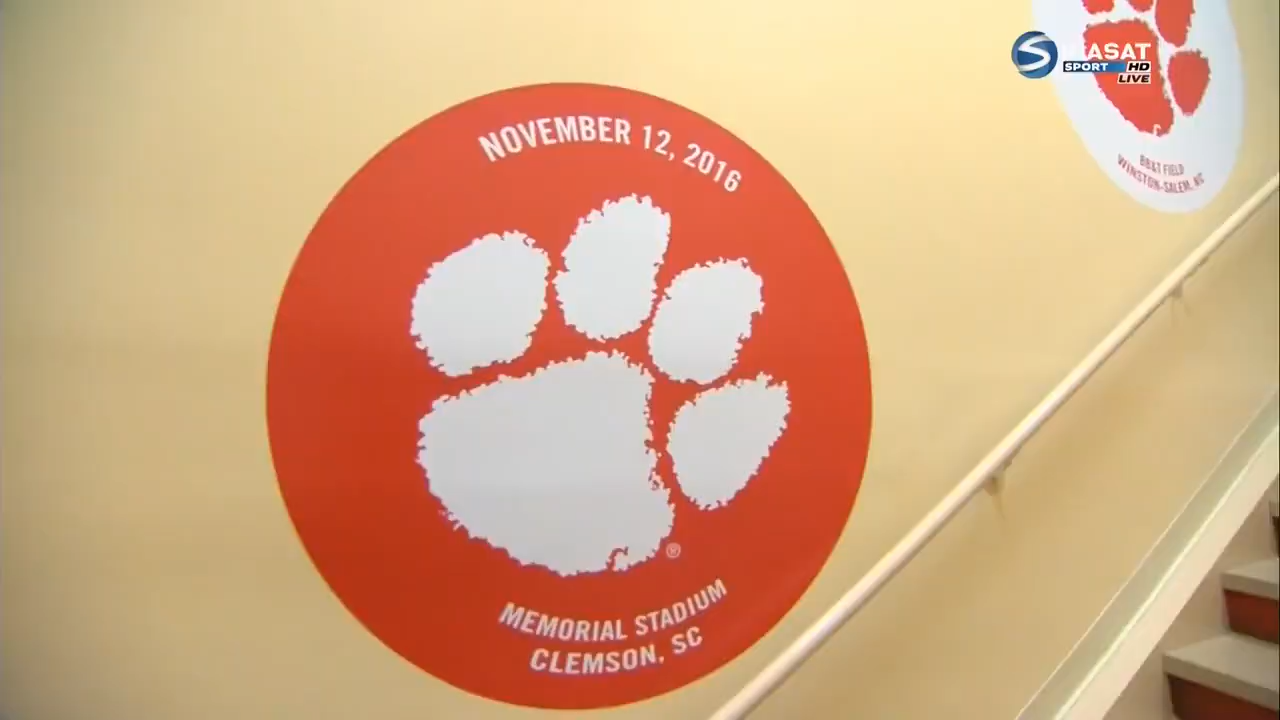 NOVEMBER 12, 2016
MEMORIAL STADIUM
CLEMSON, SC
®
BB&T FIELD
WINSTON-SALEM, NC
SPORT HD
LIVE